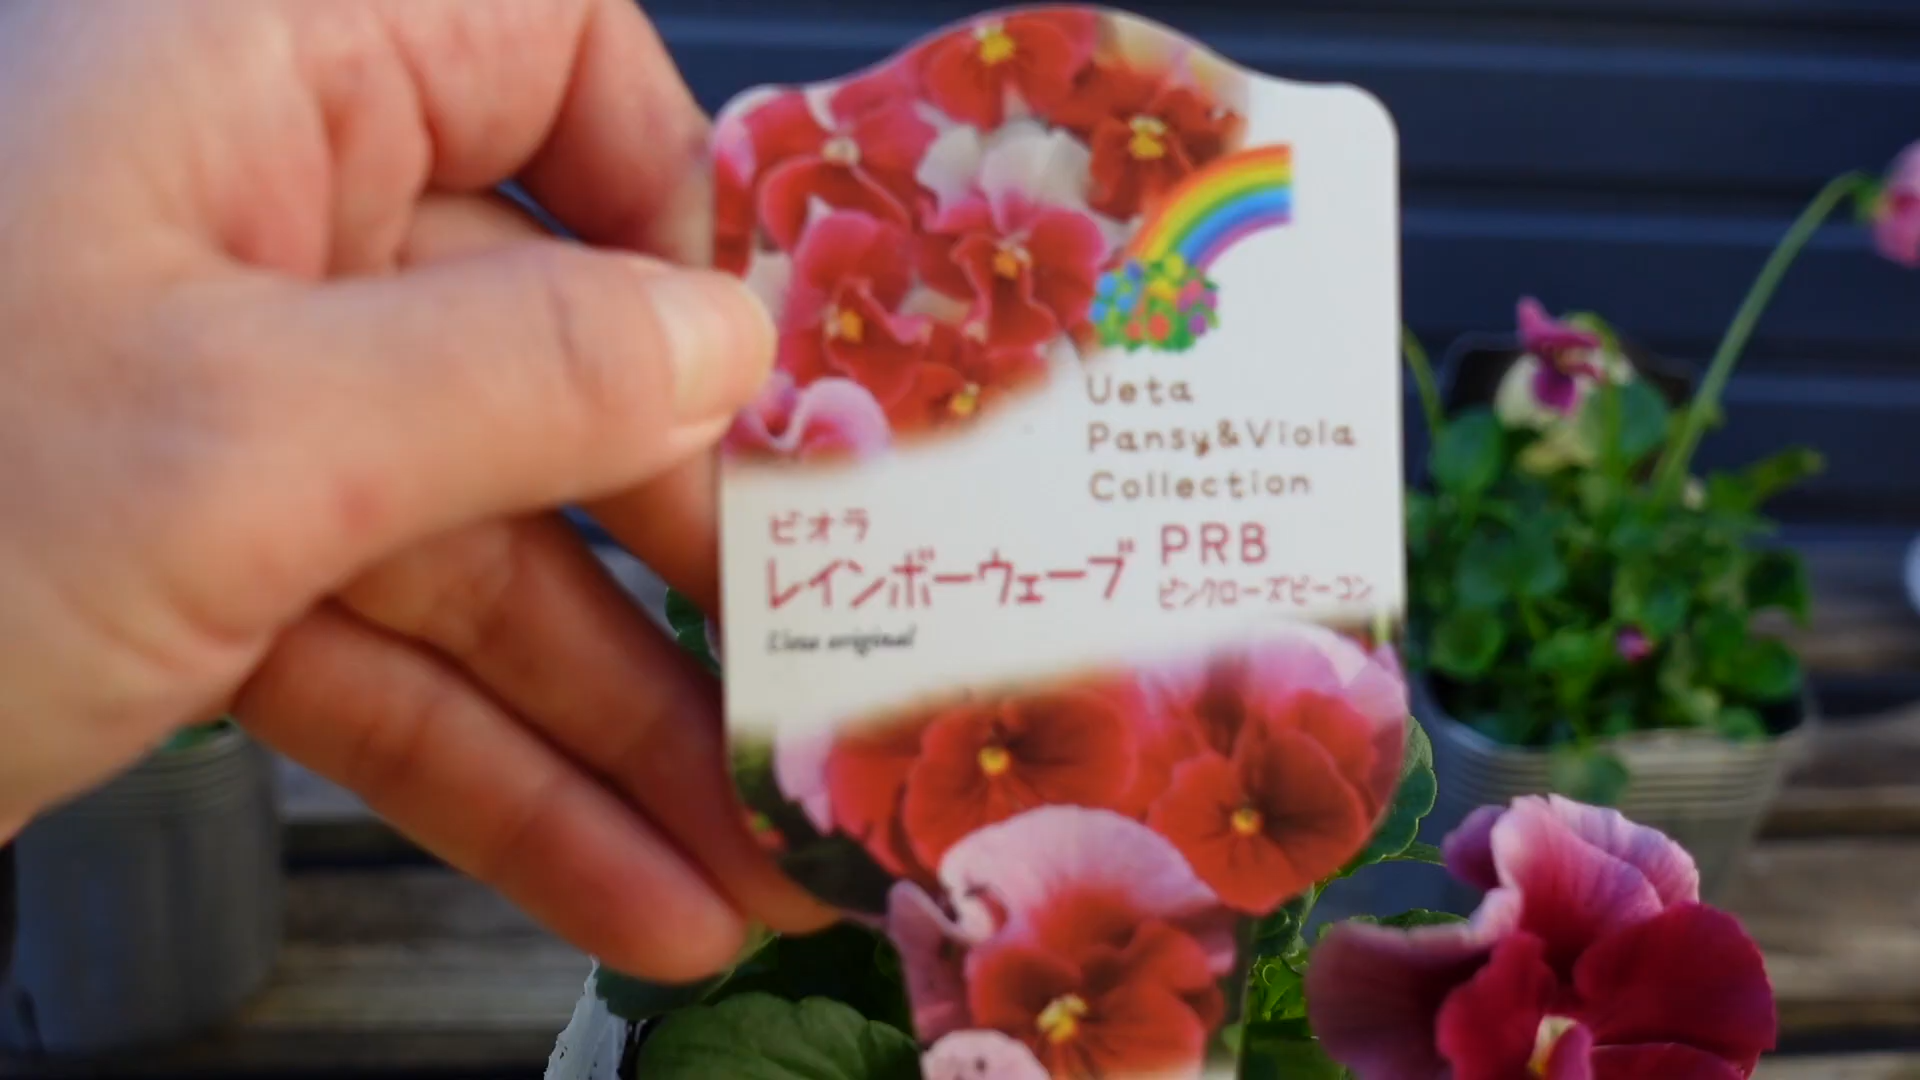 Ueta
Pansy&Viola
Collection
ビオラ
レインボーウェーブ
PRB
ピンクローズビーコン
original